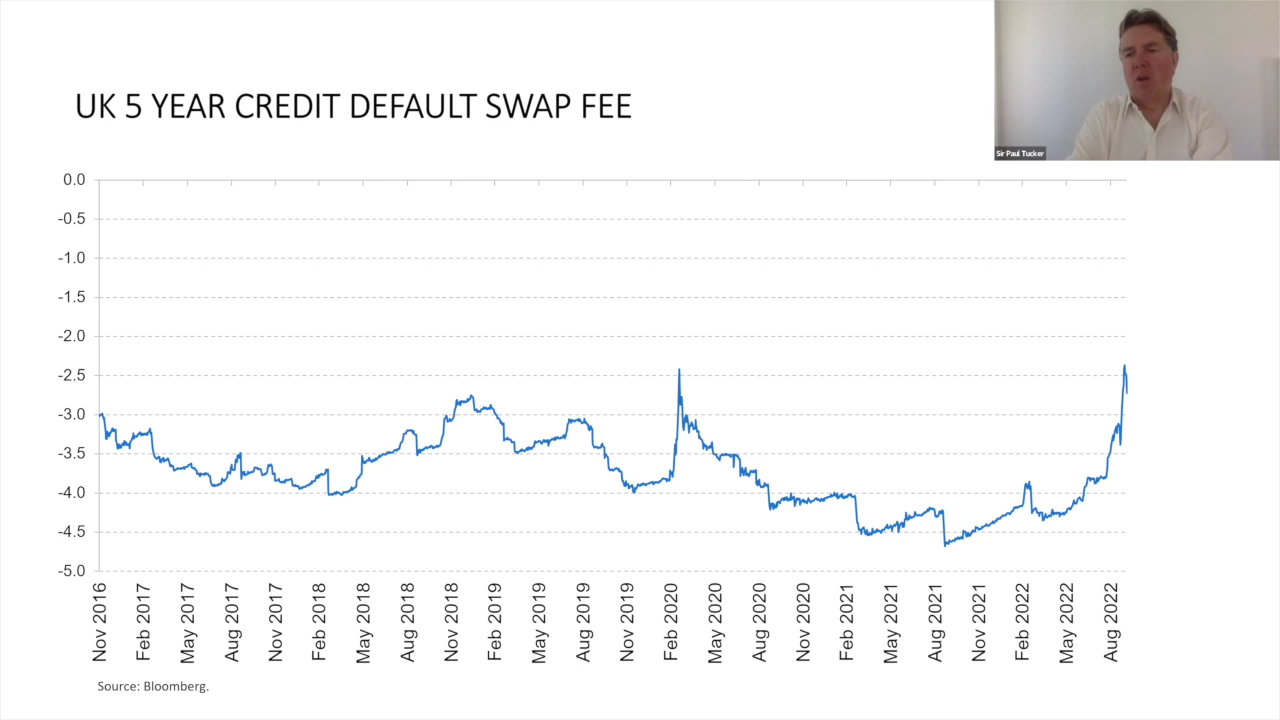 Sir Paul Tucker
UK 5 YEAR CREDIT DEFAULT SWAP FEE
0.0
-0.5
-1.0
-1.5
-2.0
-2.5
-3.0
-3.5
-4.0
-4.5
-5.0
Nov 2016
Feb 2017
May 2017
Aug 2017
Nov 2017
Feb 2018
May 2018
Aug 2018
Nov 2018
Feb 2019
May 2019
Aug 2019
Nov 2019
Feb 2020
May 2020
Aug 2020
Nov 2020
Feb 2021
May 2021
Aug 2021
Nov 2021
Feb 2022
May 2022
Aug 2022
Source: Bloomberg.